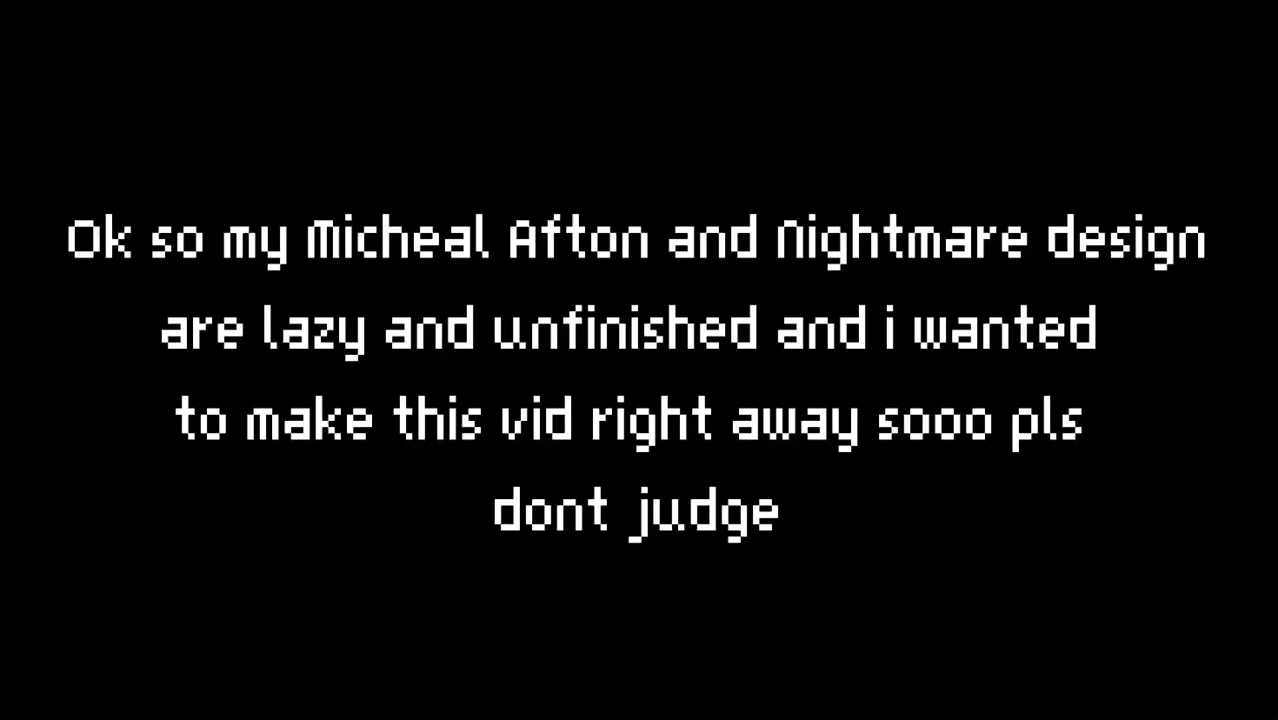 Ok so my Micheal Afton and Nightmare design
are lazy and unfinished and i wanted
to make this vid right away sooo pls
dont judge